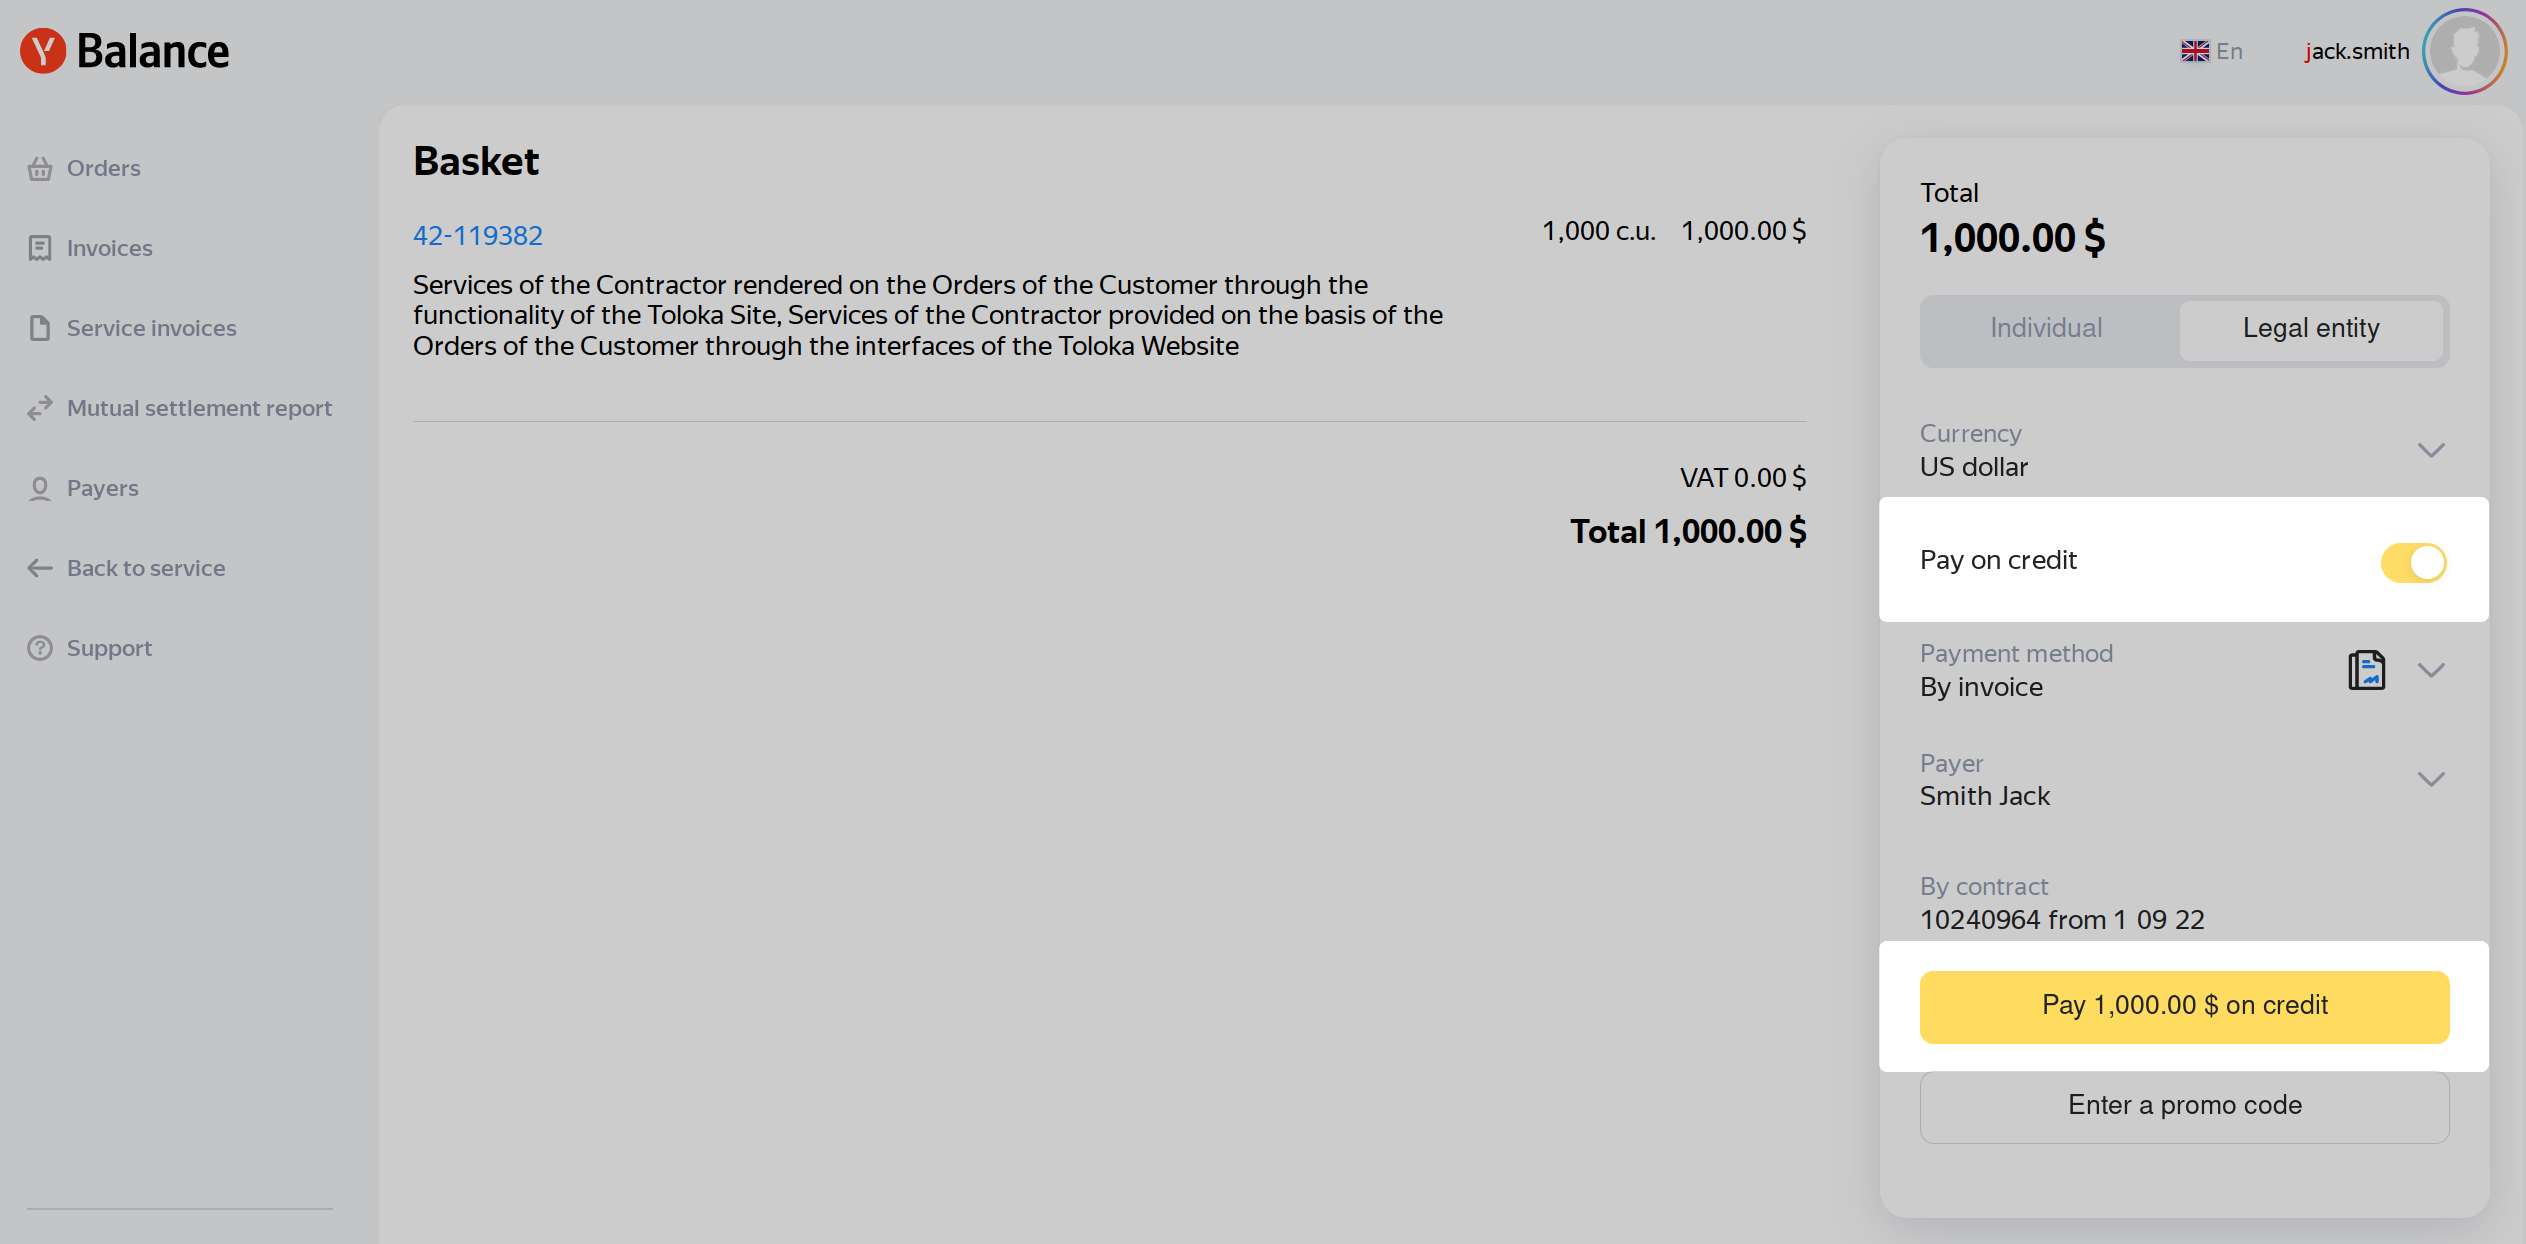 Y Balance
En
jack.smith
Orders
Invoices
Service invoices
Mutual settlement report
Payers
Back to service
Support
Basket
42-119382
1,000 c.u. 1,000.00 $
Services of the Contractor rendered on the Orders of the Customer through the
functionality of the Toloka Site, Services of the Contractor provided on the basis of the
Orders of the Customer through the interfaces of the Toloka Website
VAT 0.00 $
Total 1,000.00 $
Total
1,000.00 $
Individual
Legal entity
Currency
US dollar
Pay on credit
Payment method
By invoice
Payer
Smith Jack
By contract
10240964 from 1 09 22
Pay 1,000.00 $ on credit
Enter a promo code